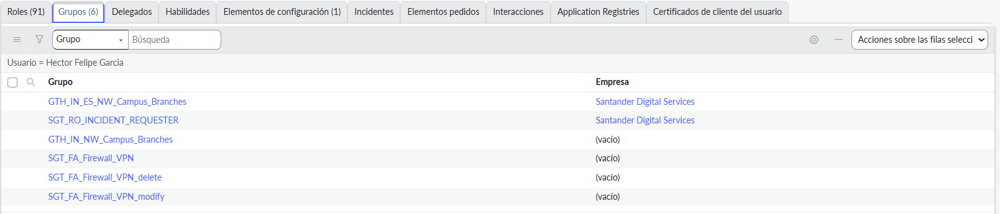 Roles (91) Grupos (6) Delegados Habilidades Elementos de configuración (1) Incidentes Elementos pedidos Interacciones Application Registries Certificados de cliente del usuario
Grupo Búsqueda Acciones sobre las filas selecci
Usuario = Hector Felipe Garcia
Grupo Empresa
GTH_IN_ES_NW_Campus_Branches Santander Digital Services
SGT_RO_INCIDENT_REQUESTER Santander Digital Services
GTH_IN_NW_Campus_Branches (vacío)
SGT_FA_Firewall_VPN (vacío)
SGT_FA_Firewall_VPN_delete (vacío)
SGT_FA_Firewall_VPN_modify (vacío)